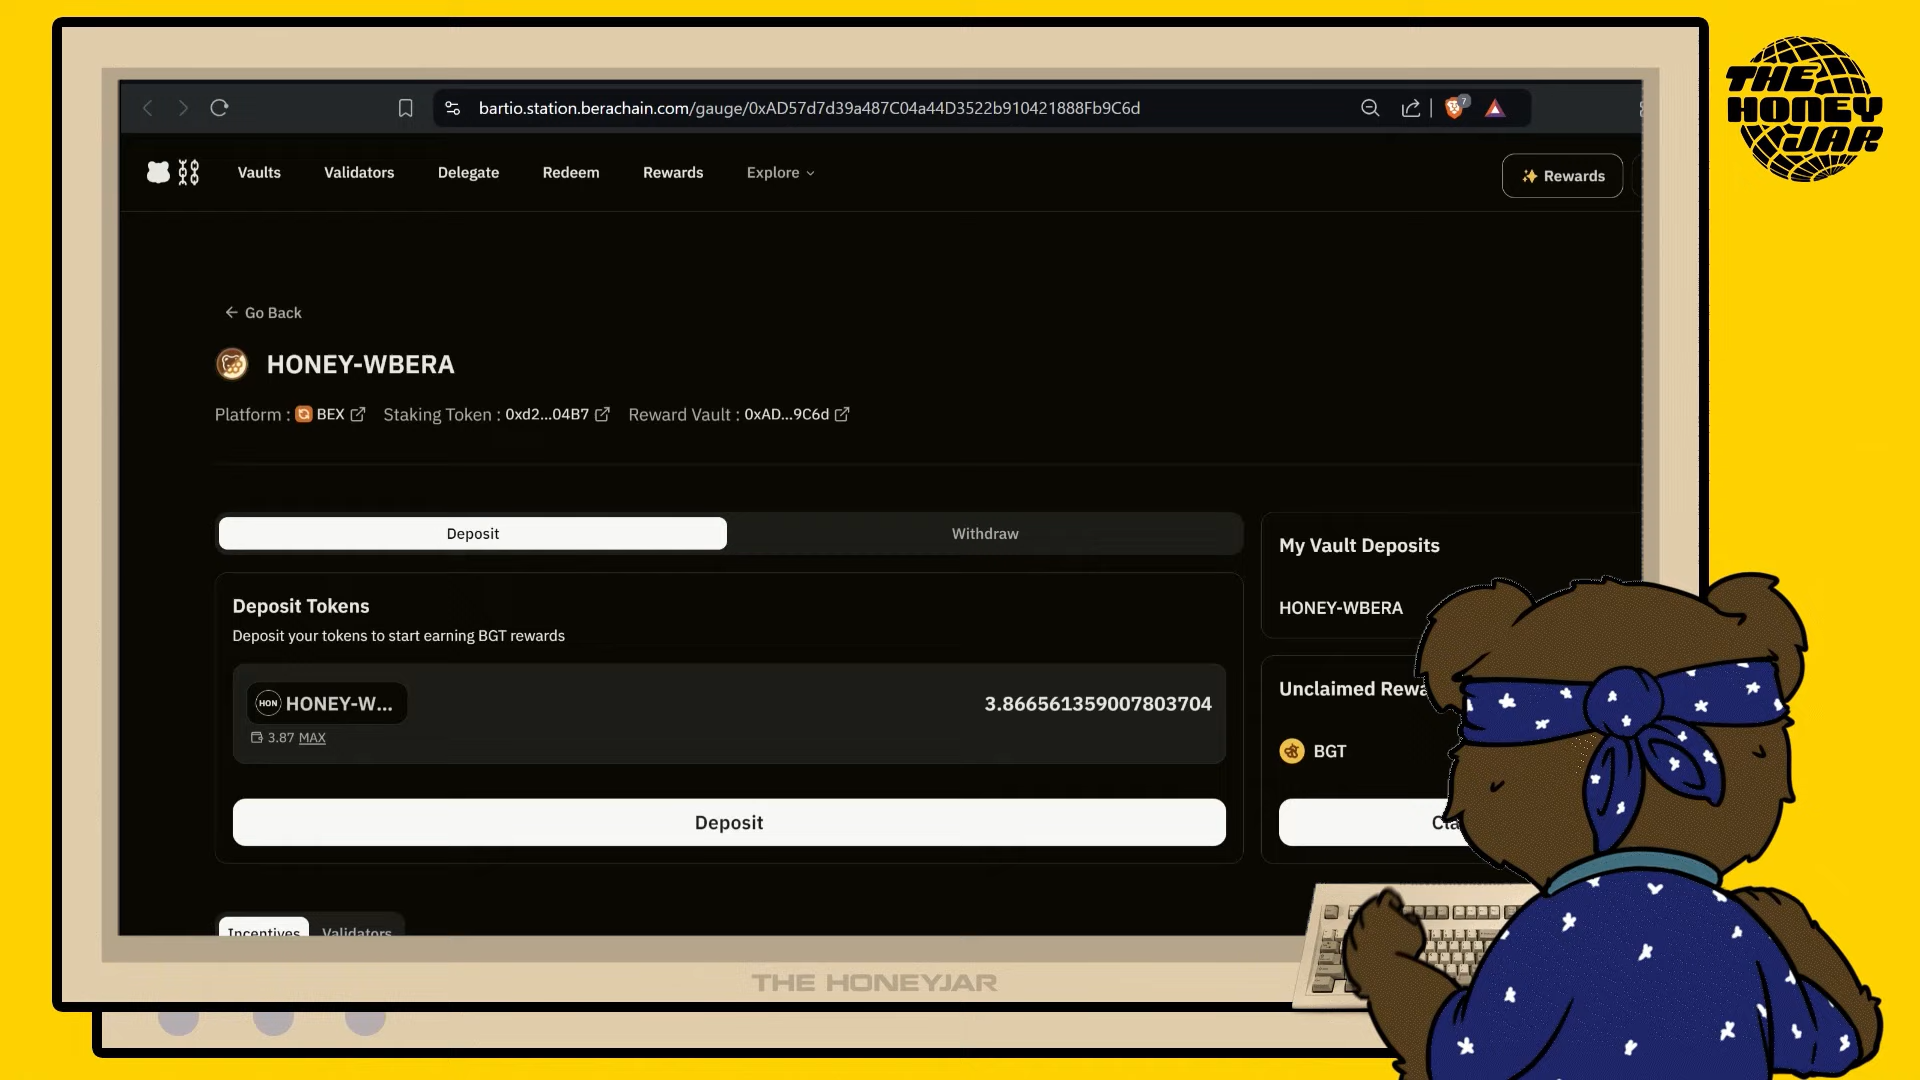 THE
HONEY
JAR
bartio.station.berachain.com/gauge/0xAD57d7d39a487C04a44D3522b910421888Fb9C6d
7
Vaults Validators Delegate Redeem Rewards Explore
Rewards
Go Back
HONEY-WBERA
Platform : BEX Staking Token : 0xd2...04B7 Reward Vault : 0xAD...9C6d
Deposit Withdraw
Deposit Tokens
Deposit your tokens to start earning BGT rewards
HON HONEY-W... 3.866561359007803704
3.87 MAX
Deposit
My Vault Deposits
HONEY-WBERA
Unclaimed
BGT
Incentives Validators
THE HONEYJAR